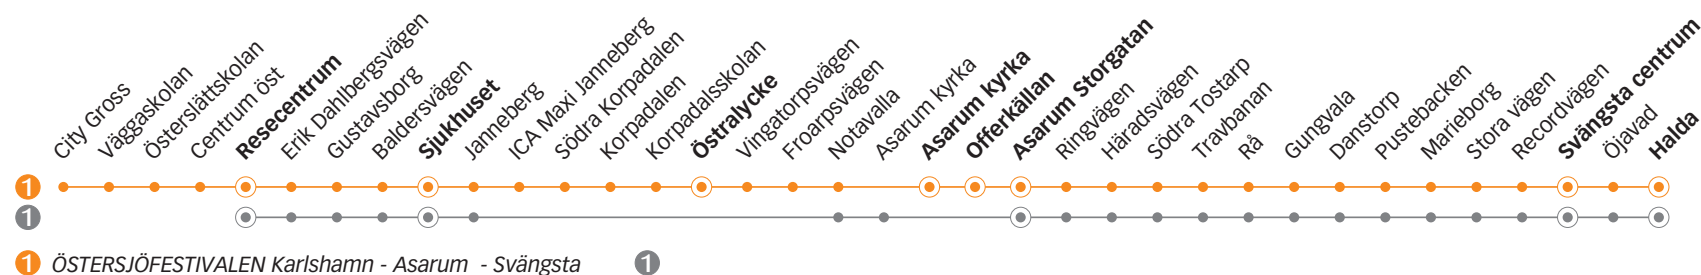 City Gross
Väggaskolan
Österslättskolan
Centrum öst
Resecentrum
Erik Dahlbergsvägen
Gustavsborg
Baldersvägen
Sjukhuset
Janneberg
ICA Maxi Janneberg
Södra Korpadalen
Korpadalen
Korpadalsskolan
Östralycke
Vingatorpsvägen
Froarpsvägen
Notavalla
Asarum kyrka
Asarum kyrka
Offerkällan
Asarum Storgatan
Ringvägen
Häradsvägen
Södra Tostarp
Travbanan
Rå
Gungvala
Danstorp
Pustebacken
Marieborg
Stora vägen
Recordvägen
Svängsta centrum
Öjavad
Halda
1
1
1 ÖSTERSJÖFESTIVALEN Karlshamn - Asarum - Svängsta 1